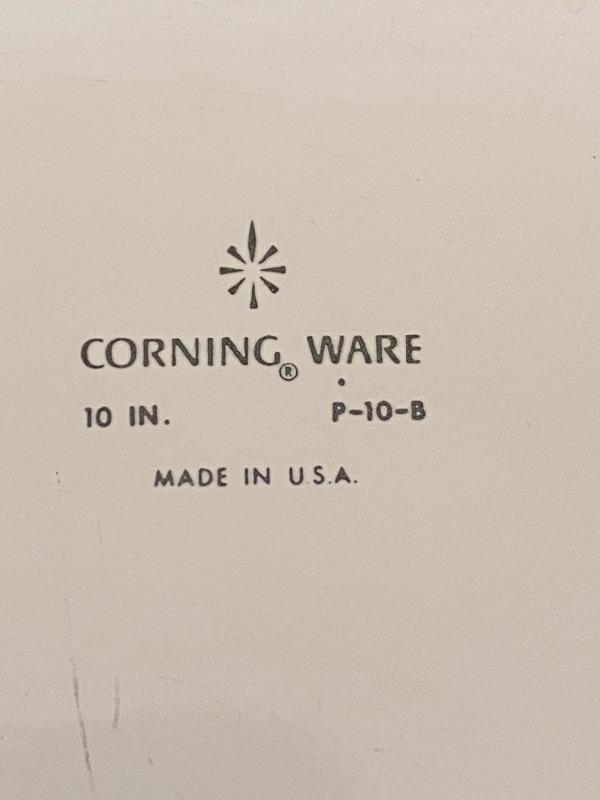 CORNING® WARE
10 IN. P-10-B
MADE IN U.S.A.